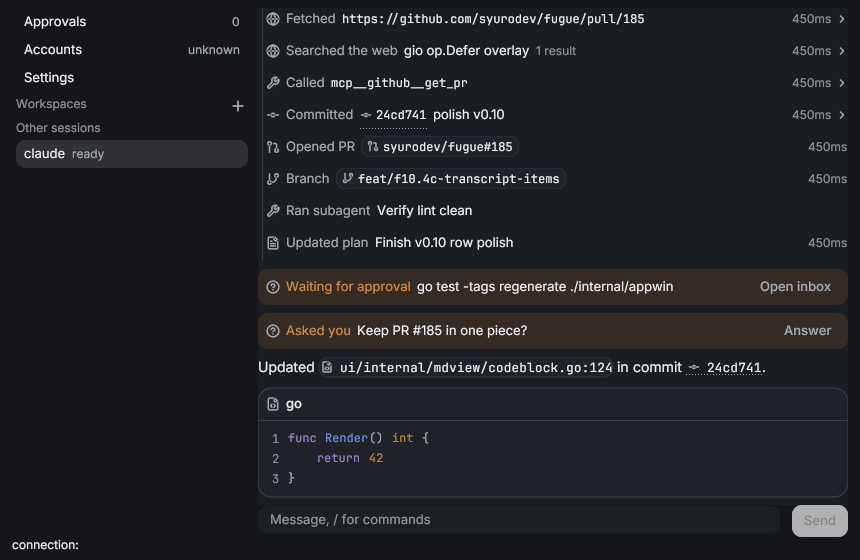 Approvals 0
Accounts unknown
Settings
Workspaces +
Other sessions
claude ready
connection:
Fetched https://github.com/syurodev/fugue/pull/185 450ms
Searched the web gio op.Defer overlay 1 result 450ms
Called mcp__github__get_pr 450ms
Committed 24cd741 polish v0.10 450ms
Opened PR syurodev/fugue#185 450ms
Branch feat/f10.4c-transcript-items 450ms
Ran subagent Verify lint clean
Updated plan Finish v0.10 row polish 450ms
Waiting for approval go test -tags regenerate ./internal/appwin Open inbox
Asked you Keep PR #185 in one piece? Answer
Updated ui/internal/mdview/codeblock.go:124 in commit 24cd741.
go
1 func Render() int {
2     return 42
3 }
Message, / for commands Send